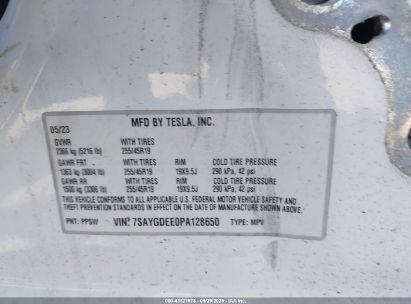 MFD BY TESLA, INC.
05/23
GVWR WITH TIRES
2366 kg (5216 lb) 255/45R19
GAWR FRT WITH TIRES RIM COLD TIRE PRESSURE
1363 kg (3004 lb) 255/45R19 19X9.5J 290 kPa, 42 psi
GAWR RR WITH TIRES RIM COLD TIRE PRESSURE
1500 kg (3306 lb) 255/45R19 19X9.5J 290 kPa, 42 psi
THIS VEHICLE CONFORMS TO ALL APPLICABLE U.S. FEDERAL MOTOR VEHICLE SAFETY AND
THEFT PREVENTION STANDARDS IN EFFECT ON THE DATE OF MANUFACTURE SHOWN ABOVE.
PNT: PPSW VIN: 7SAYGDEE0PA128650 TYPE: MPV